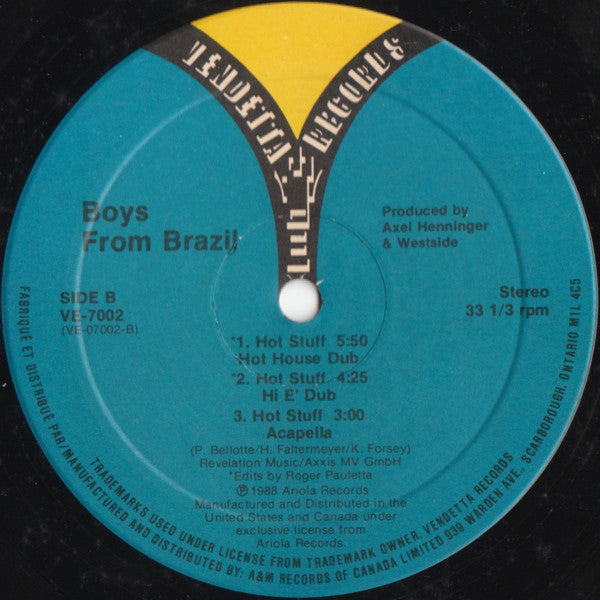 VENDETTA RECORDS
Boys
From Brazil
Produced by
Axel Henninger
& Westside
SIDE B
VE-7002
(VE-07002-B)
Stereo
33 1/3 rpm
*1. Hot Stuff 5:50
Hot House Dub
*2. Hot Stuff 4:25
Hi E' Dub
3. Hot Stuff 3:00
Acapella
(P. Bellotte/H. Faltermeyer/K. Forsey)
Revelation Music/Axxis MV GmbH
*Edits by Roger Pauletta
Ⓟ 1988 Ariola Records
Manufactured and Distributed in the
United States and Canada under
exclusive license from
Ariola Records.
TRADEMARKS USED UNDER LICENSE FROM TRADEMARK OWNER, VENDETTA RECORDS
FABRIQUÉ ET DISTRIBUÉ PAR/MANUFACTURED AND DISTRIBUTED BY: A&M RECORDS OF CANADA LIMITED 939 WARDEN AVE., SCARBOROUGH, ONTARIO M1L 4C5